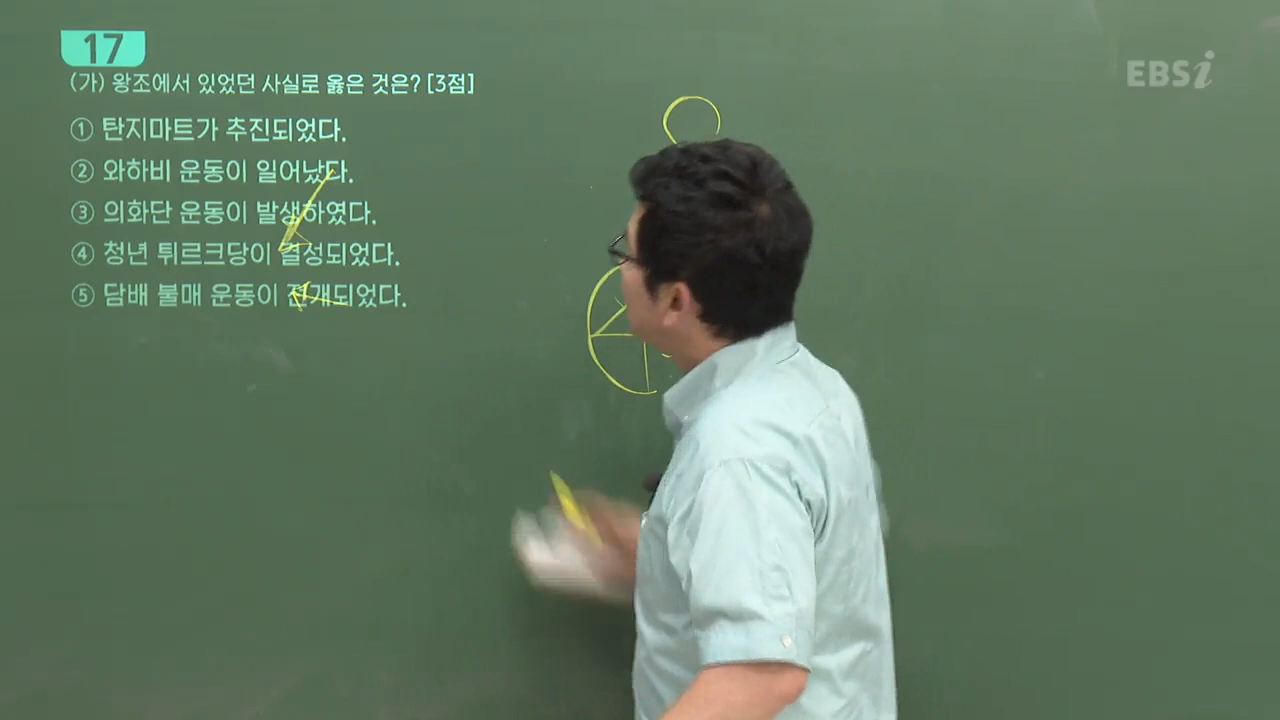 17
EBSi
(가) 왕조에서 있었던 사실로 옳은 것은? [3점]
① 탄지마트가 추진되었다.
② 와하비 운동이 일어났다.
③ 의화단 운동이 발생하였다.
④ 청년 튀르크당이 결성되었다.
⑤ 담배 불매 운동이 전개되었다.